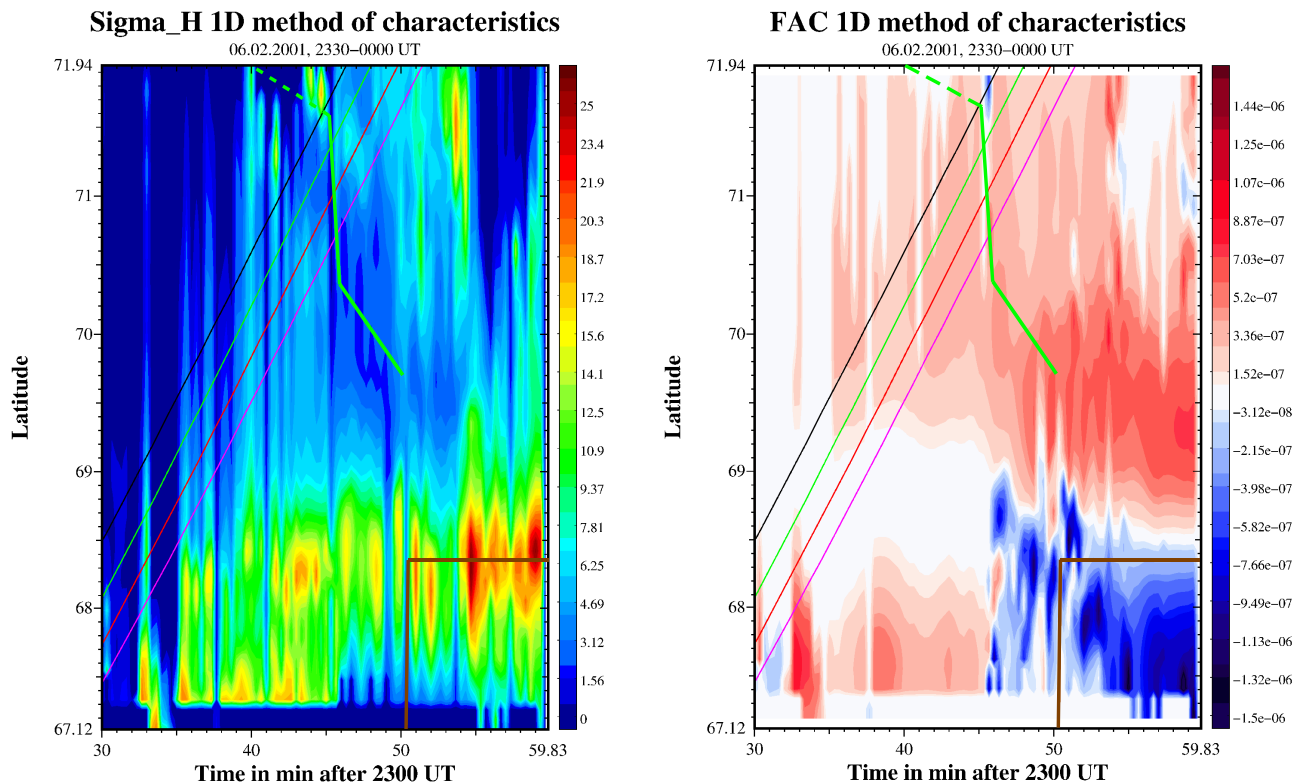 Sigma_H 1D method of characteristics
06.02.2001, 2330−0000 UT
71.94
71
70
69
68
67.12
Latitude
30
40
50
59.83
Time in min after 2300 UT
25
23.4
21.9
20.3
18.7
17.2
15.6
14.1
12.5
10.9
9.37
7.81
6.25
4.69
3.12
1.56
0
FAC 1D method of characteristics
06.02.2001, 2330−0000 UT
71.94
71
70
69
68
67.12
Latitude
30
40
50
59.83
Time in min after 2300 UT
1.44e−06
1.25e−06
1.07e−06
8.87e−07
7.03e−07
5.2e−07
3.36e−07
1.52e−07
−3.12e−08
−2.15e−07
−3.98e−07
−5.82e−07
−7.66e−07
−9.49e−07
−1.13e−06
−1.32e−06
−1.5e−06